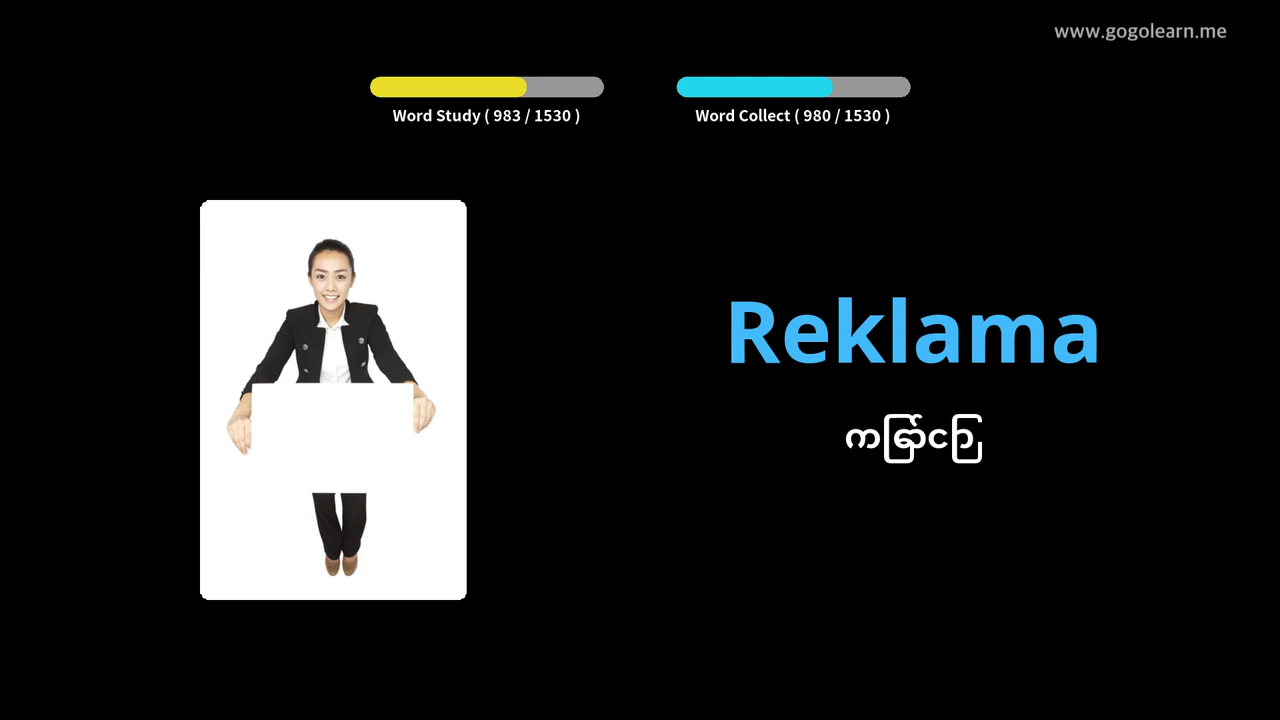 www.gogolearn.me
Word Study ( 983 / 1530 )
Word Collect ( 980 / 1530 )
Reklama
ကြော်ငြာ